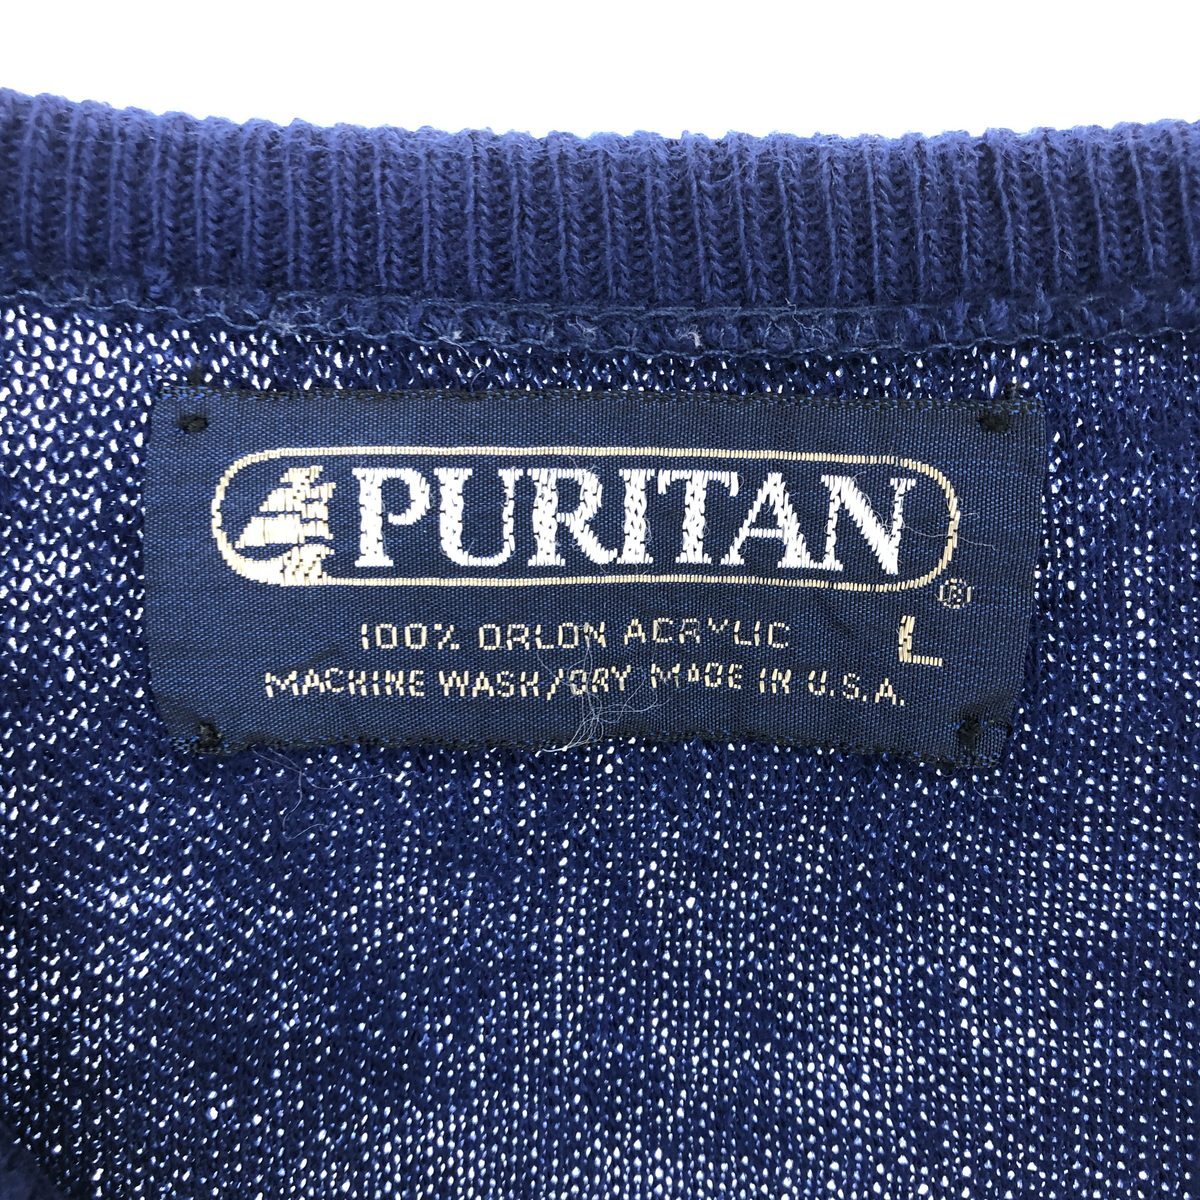 PURITAN®
100% ORLON ACRYLIC L
MACHINE WASH/DRY MADE IN U.S.A.